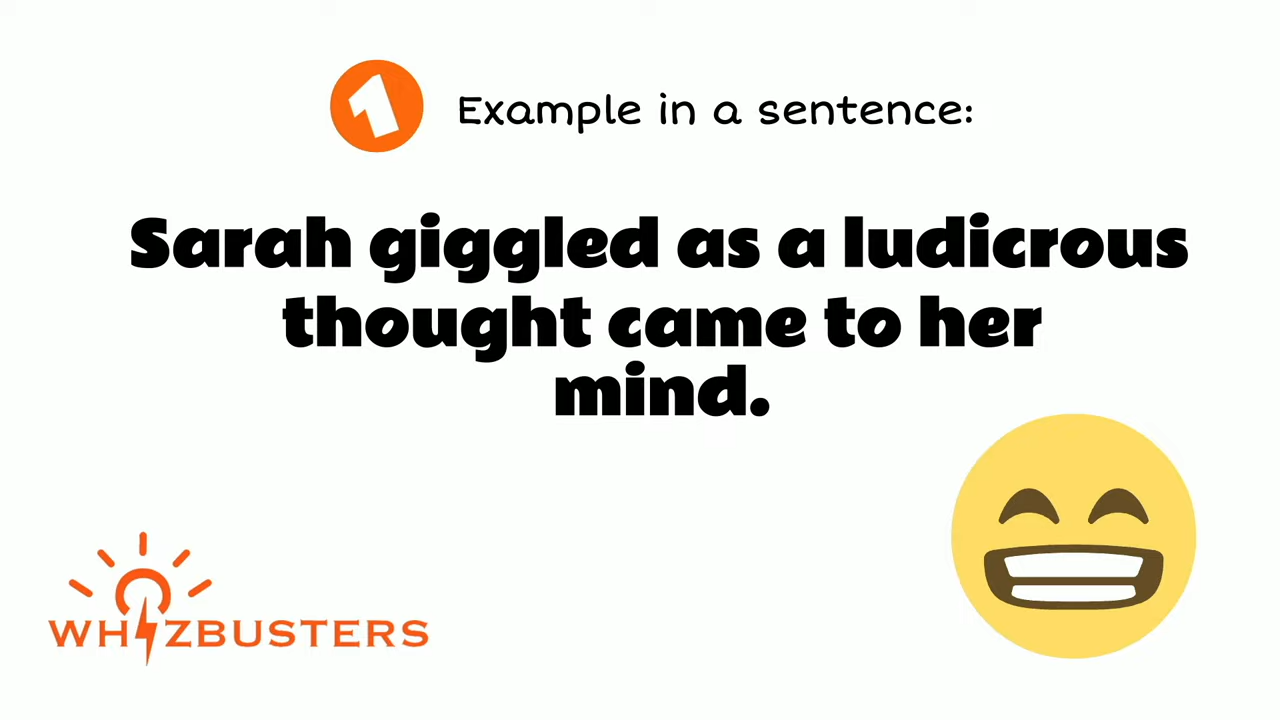 1 Example in a sentence:
Sarah giggled as a ludicrous
thought came to her
mind.
WHIZBUSTERS